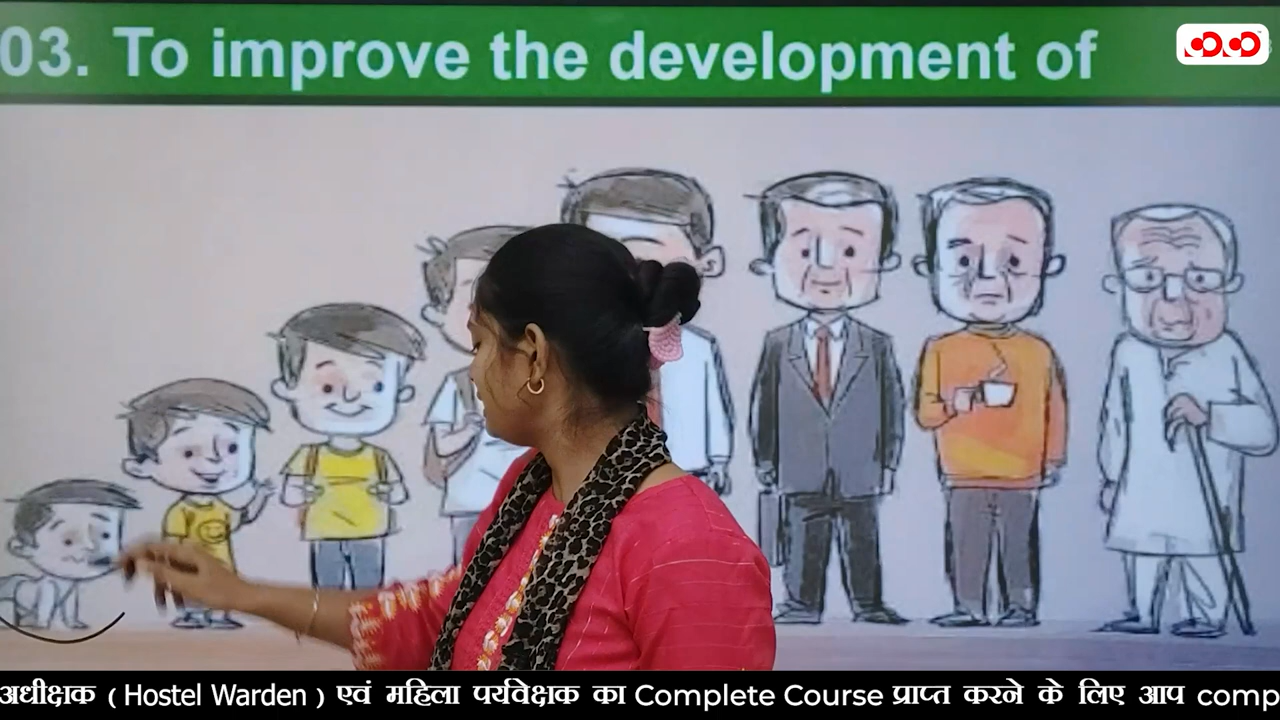 03. To improve the development of
अधीक्षक ( Hostel Warden ) एवं महिला पर्यवेक्षक का Complete Course प्राप्त करने के लिए आप comp